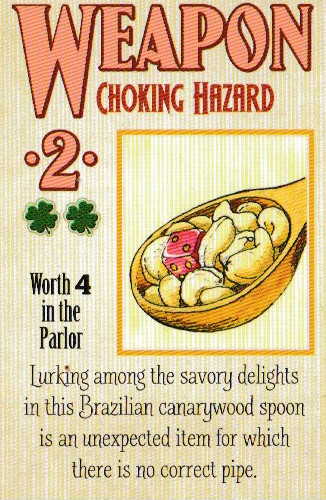 WEAPON
CHOKING HAZARD
·2·
Worth 4
in the
Parlor
Lurking among the savory delights
in this Brazilian canarywood spoon
is an unexpected item for which
there is no correct pipe.